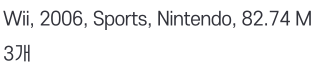 Wii, 2006, Sports, Nintendo, 82.74 M
3개